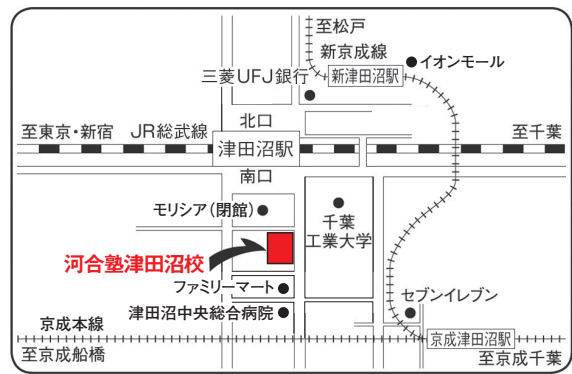 至松戸
新京成線
イオンモール
三菱UFJ銀行
新津田沼駅
北口
至東京・新宿 JR総武線
津田沼駅
至千葉
南口
モリシア(閉館)
千葉
工業大学
河合塾津田沼校
ファミリーマート
セブンイレブン
津田沼中央総合病院
京成本線
京成津田沼駅
至京成船橋
至京成千葉